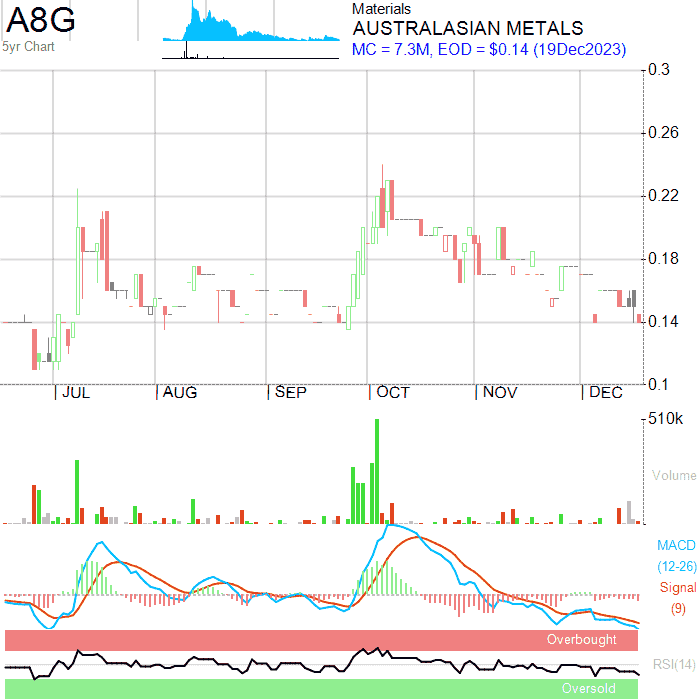 A8G
5yr Chart
Materials
AUSTRALASIAN METALS
MC = 7.3M, EOD = $0.14 (19Dec2023)
0.3
0.26
0.22
0.18
0.14
0.1
JUL AUG SEP OCT NOV DEC
510k
Volume
MACD
(12-26)
Signal
(9)
Overbought
RSI(14)
Oversold